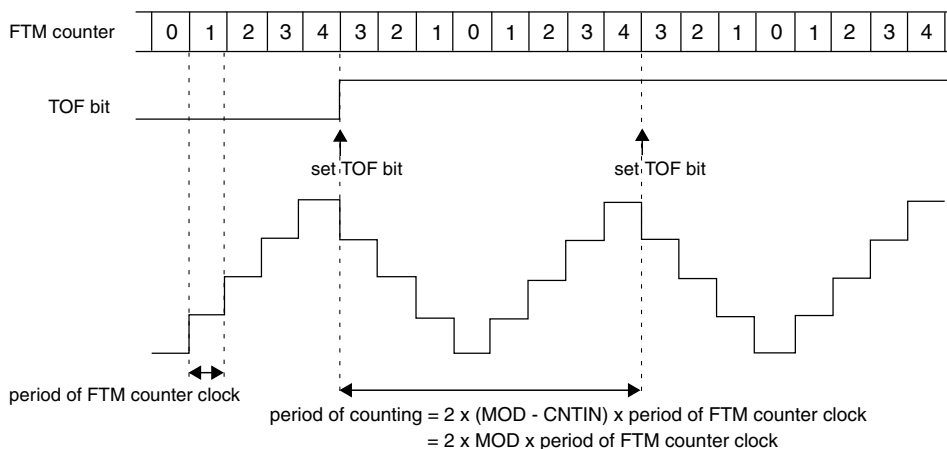 FTM counter 0 1 2 3 4 3 2 1 0 1 2 3 4 3 2 1 0 1 2 3 4
TOF bit
set TOF bit set TOF bit
period of FTM counter clock
period of counting = 2 x (MOD - CNTIN) x period of FTM counter clock
= 2 x MOD x period of FTM counter clock